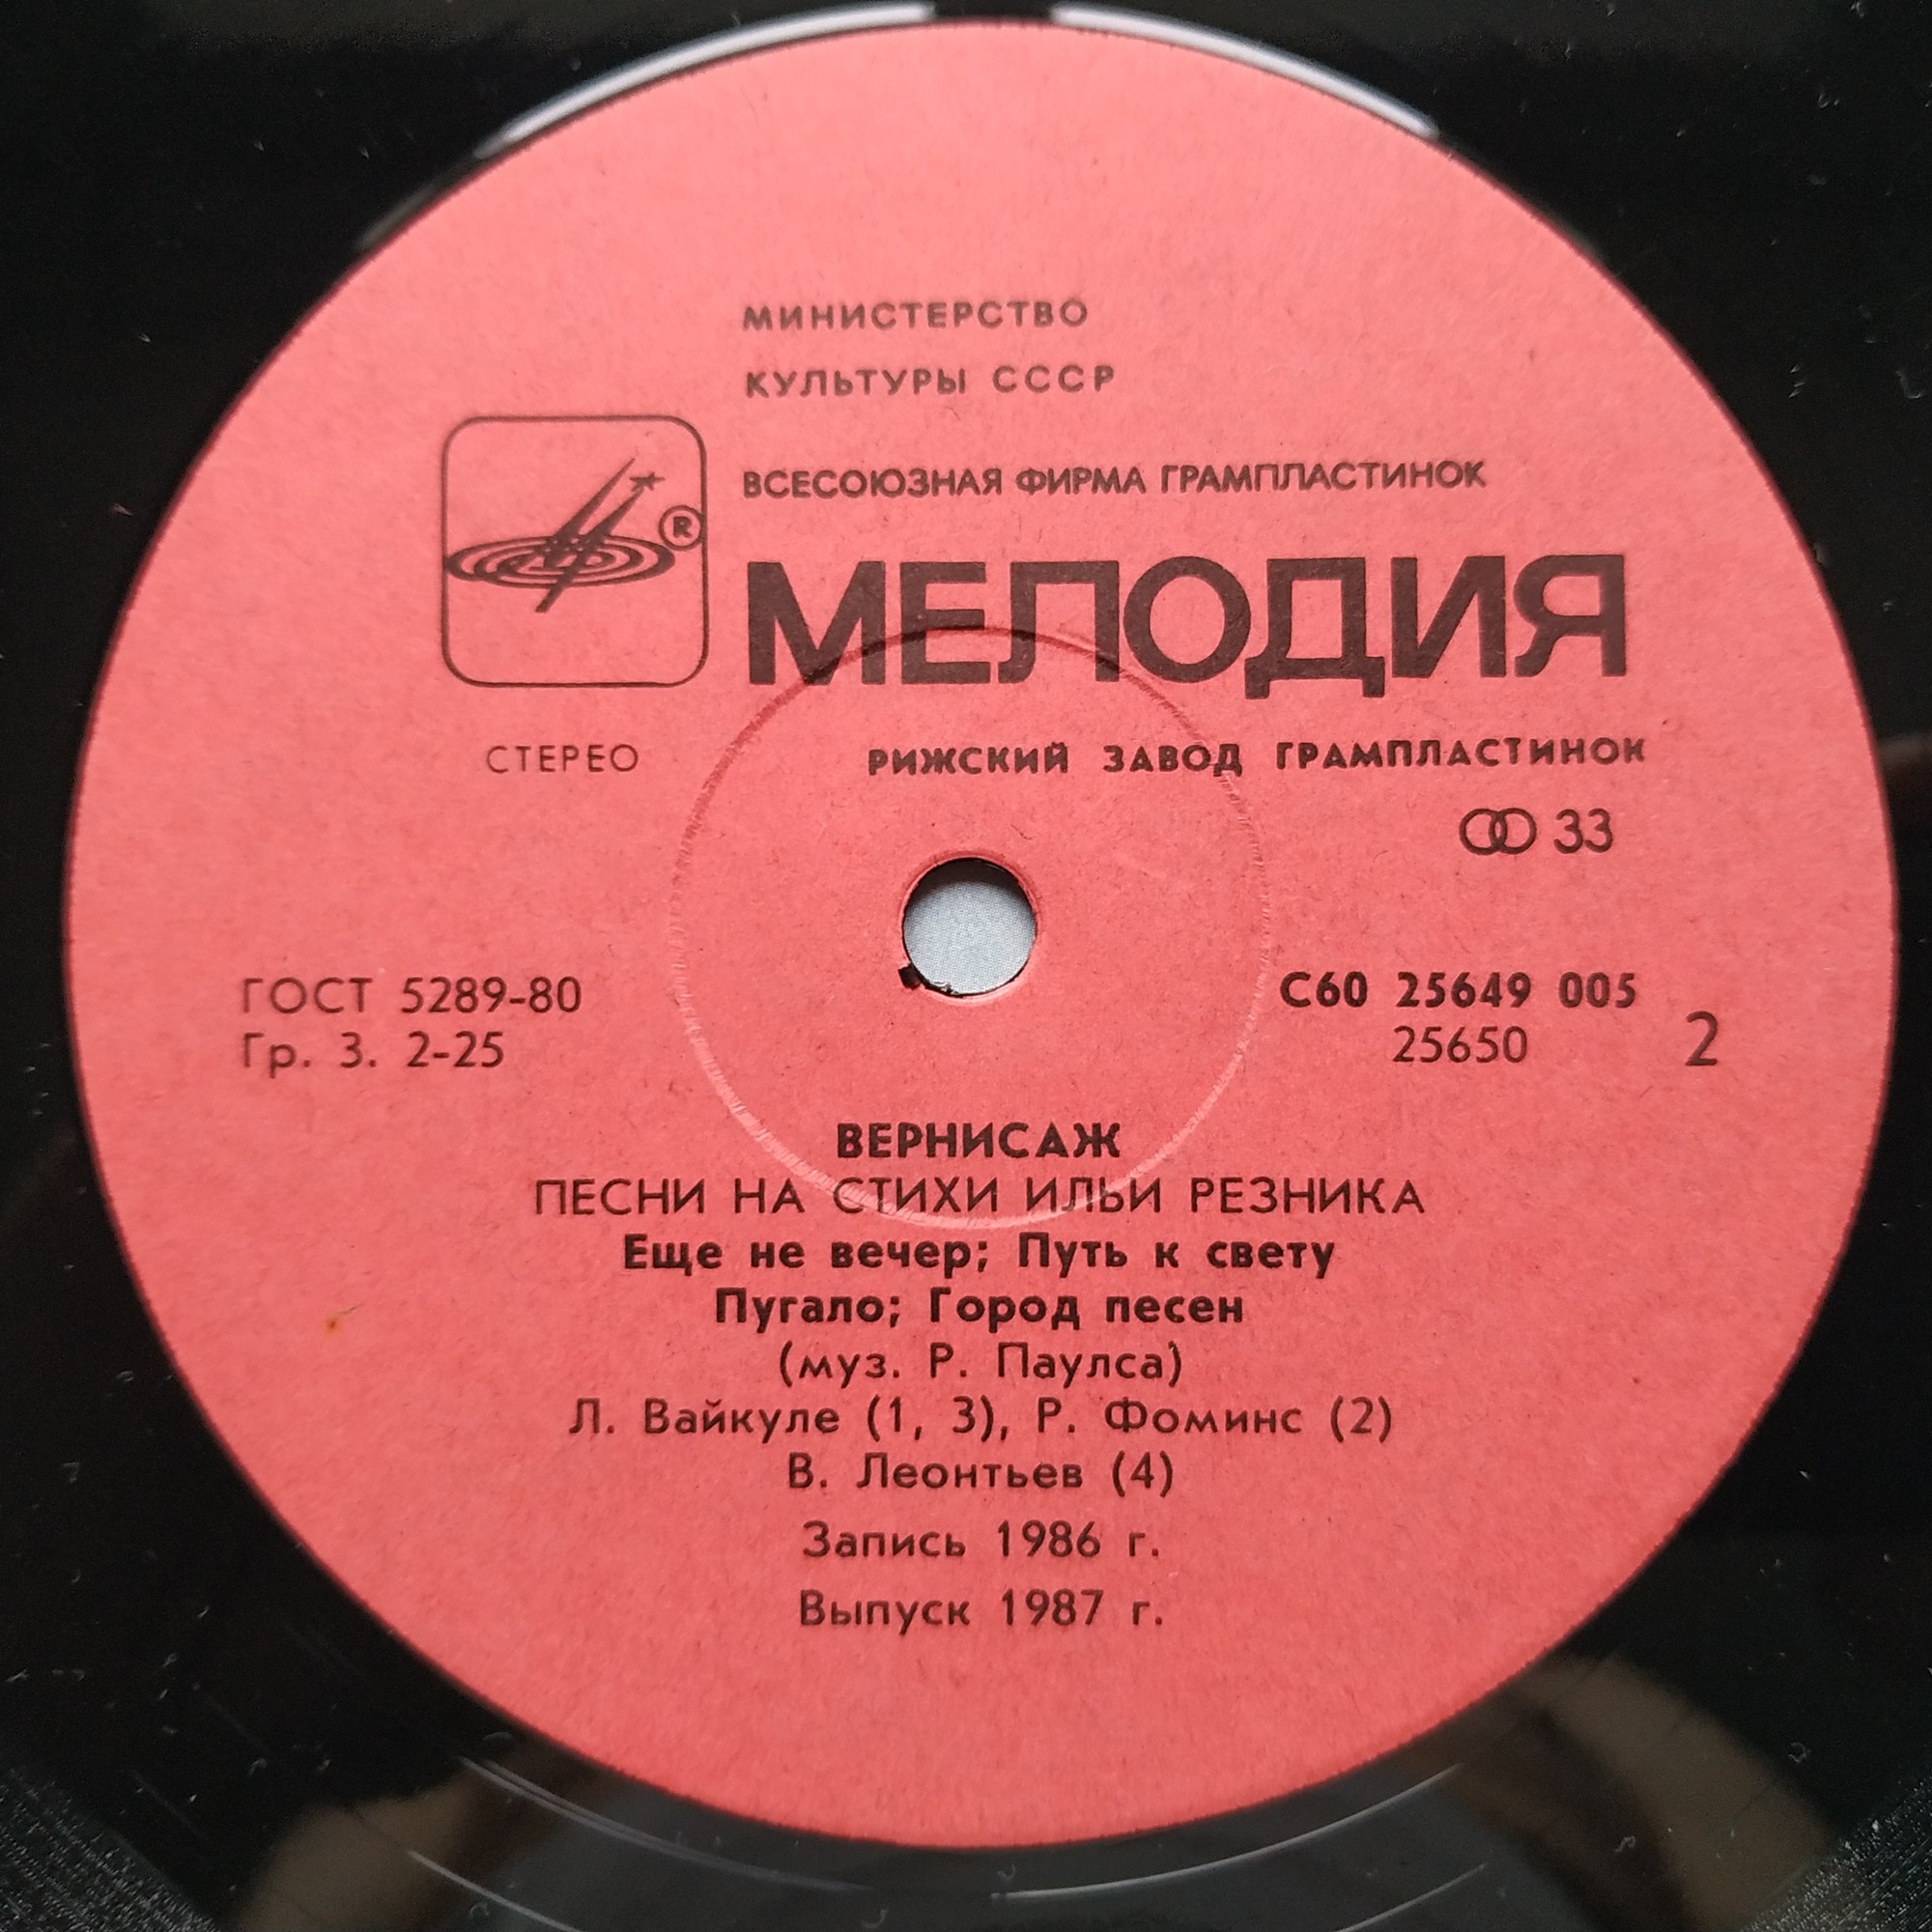 МИНИСТЕРСТВО
КУЛЬТУРЫ СССР
ВСЕСОЮЗНАЯ ФИРМА ГРАМПЛАСТИНОК
®
МЕЛОДИЯ
СТЕРЕО
РИЖСКИЙ ЗАВОД ГРАМПЛАСТИНОК
33
ГОСТ 5289-80
Гр. 3. 2-25
С60 25649 005
25650
2
ВЕРНИСАЖ
ПЕСНИ НА СТИХИ ИЛЬИ РЕЗНИКА
Еще не вечер; Путь к свету
Пугало; Город песен
(муз. Р. Паулса)
Л. Вайкуле (1, 3), Р. Фоминс (2)
В. Леонтьев (4)
Запись 1986 г.
Выпуск 1987 г.